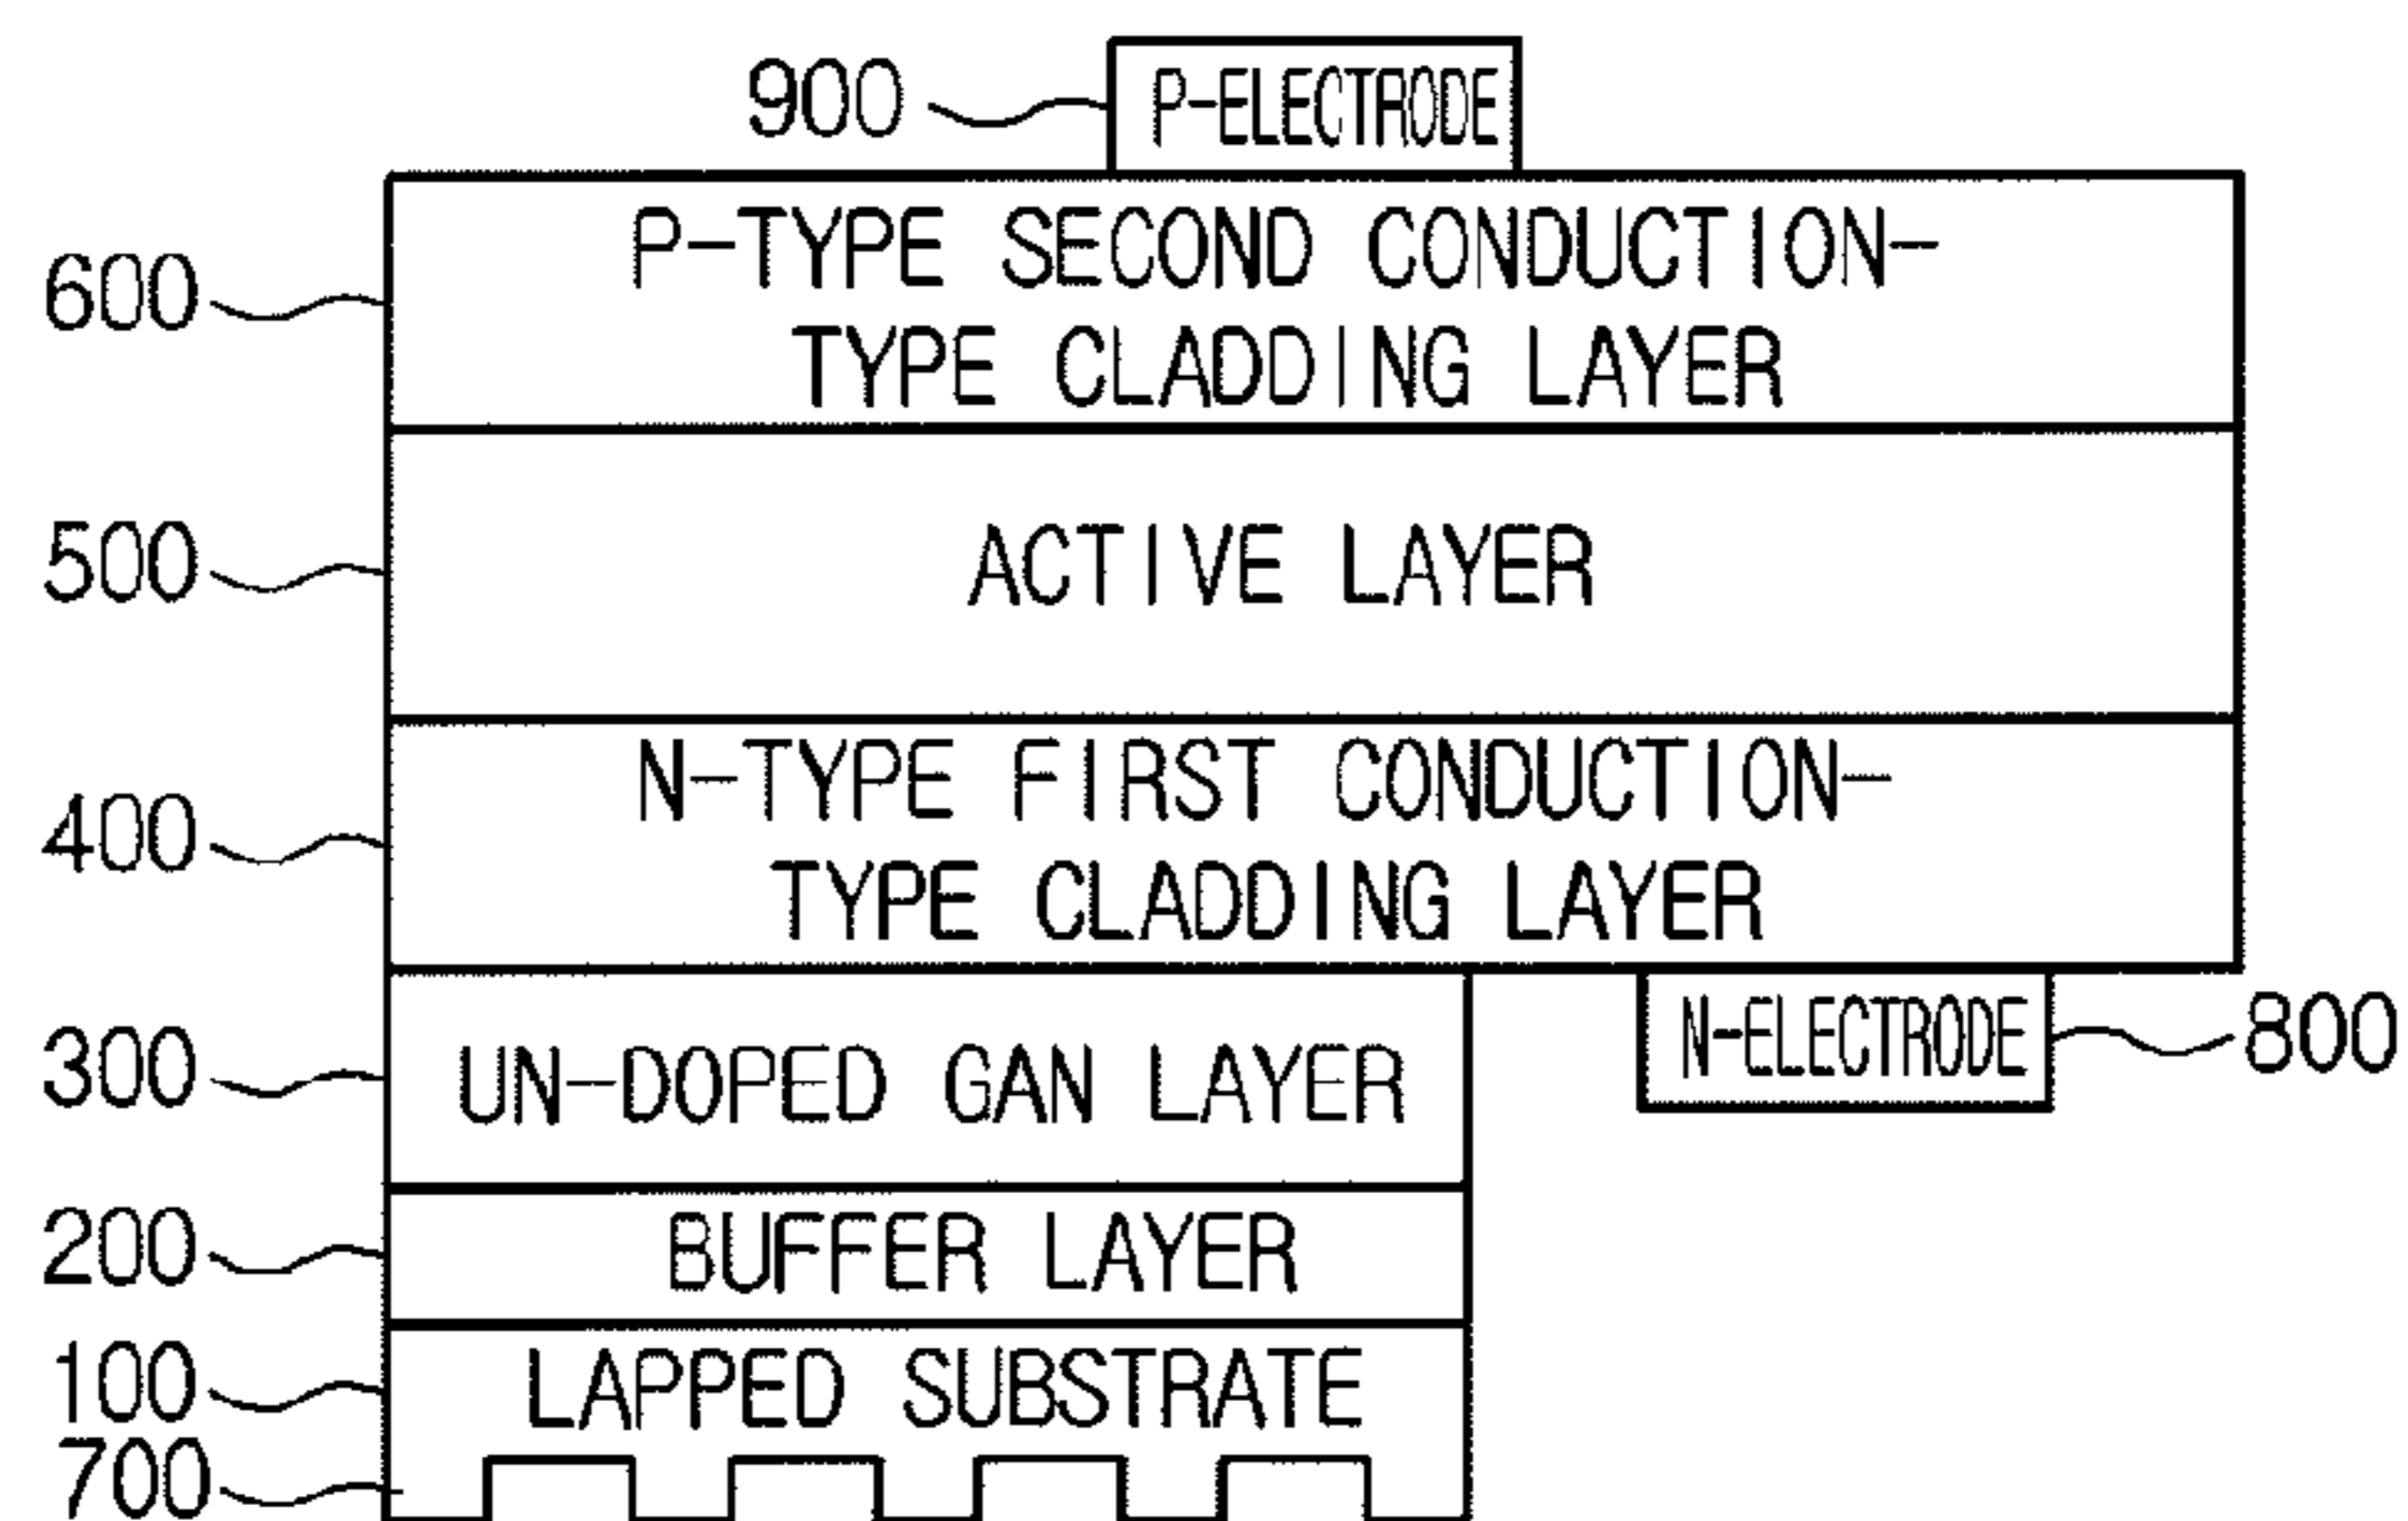 900 P-ELECTRODE
P-TYPE SECOND CONDUCTION-
600
TYPE CLADDING LAYER
500 ACTIVE LAYER
N-TYPE FIRST CONDUCTION-
400
TYPE CLADDING LAYER
300 UN-DOPED GAN LAYER N-ELECTRODE 800
200 BUFFER LAYER
100 LAPPED SUBSTRATE
700